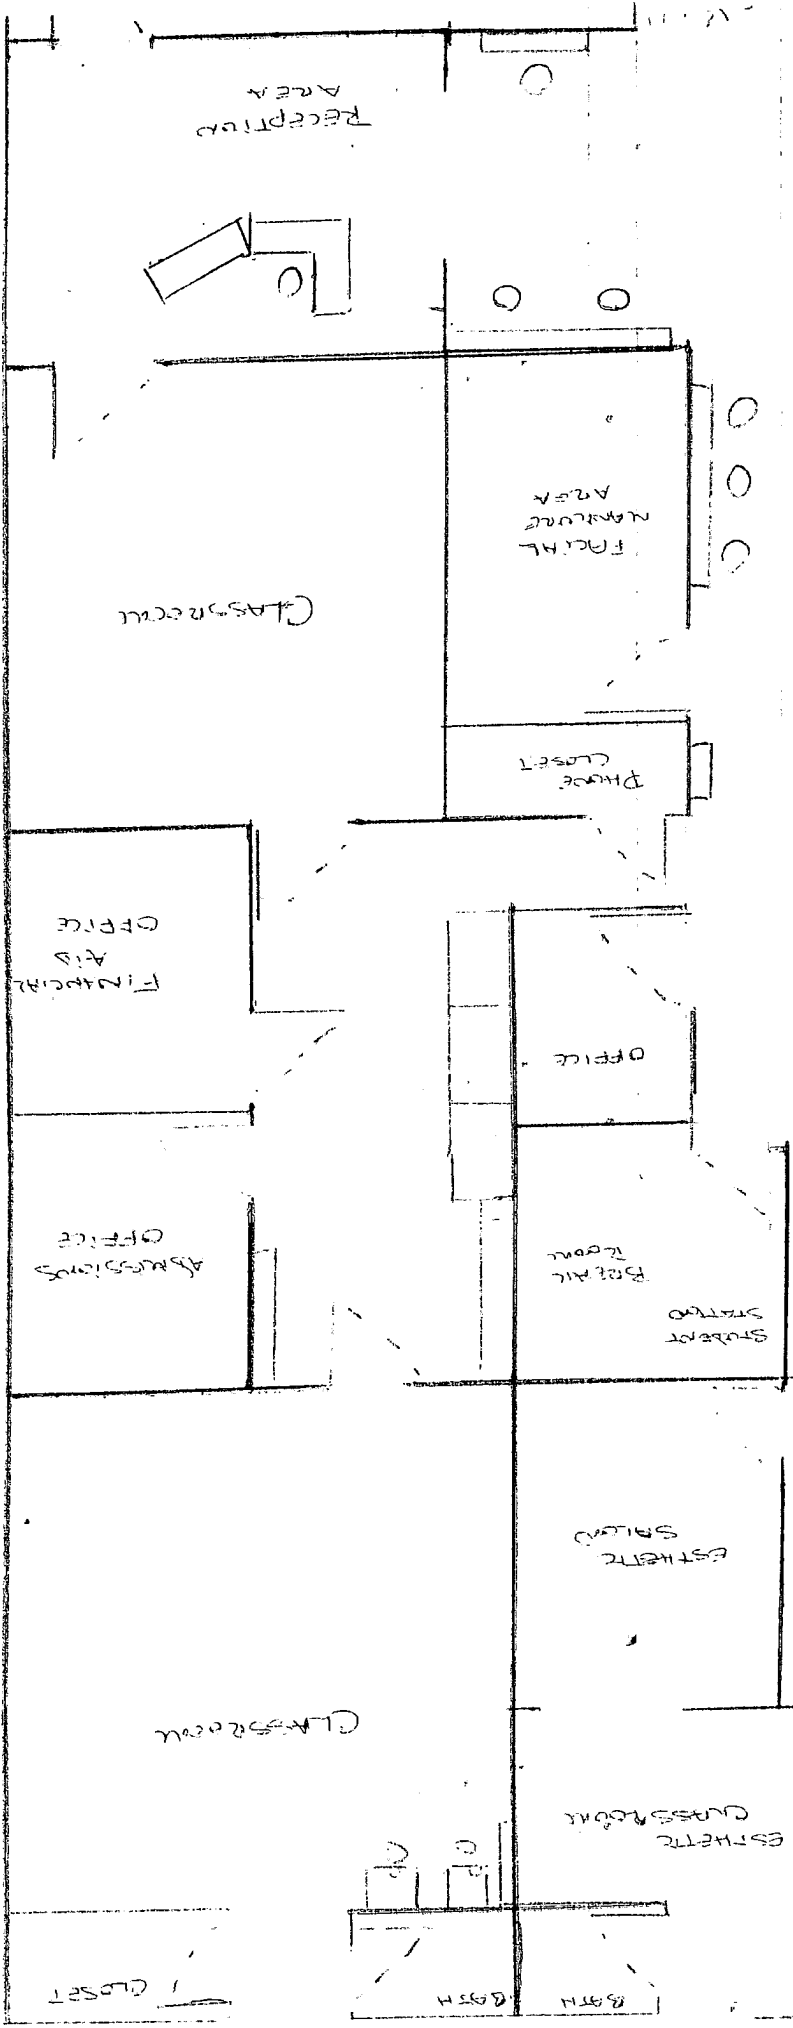 BATH
BATH
CLOSET
ESTHETIC
CLASSROOM
CLASSROOM
ESTHETIC
SALON
STUDENT
STATION
BREAK
ROOM
ADMISSIONS
OFFICE
OFFICE
FINANCIAL
AID
OFFICE
PHONE
CLOSET
CLASSROOM
FACIAL
MANICURE
AREA
RECEPTION
AREA